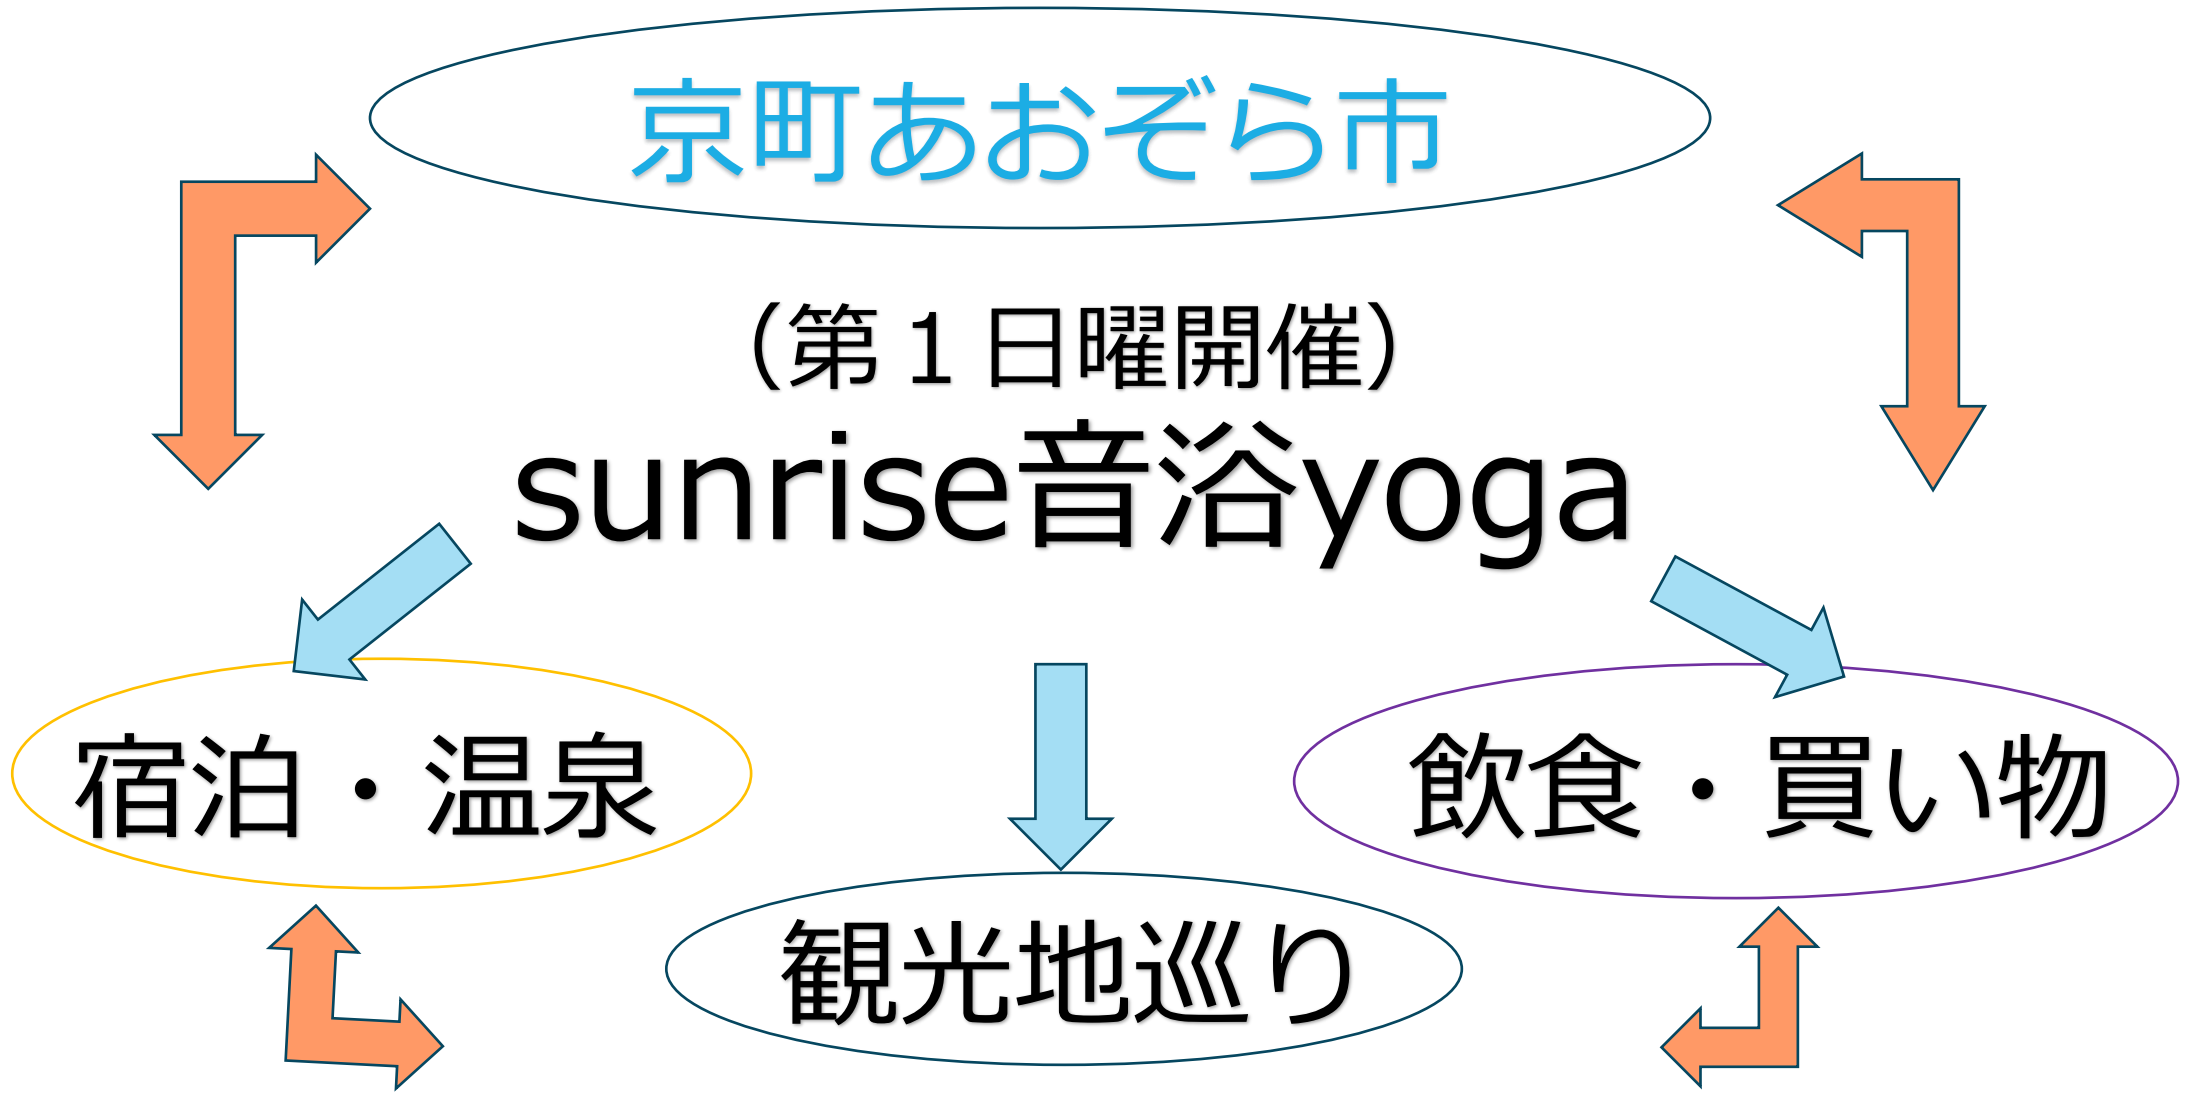 京町あおぞら市
（第１日曜開催）
sunrise音浴yoga
宿泊・温泉
飲食・買い物
観光地巡り